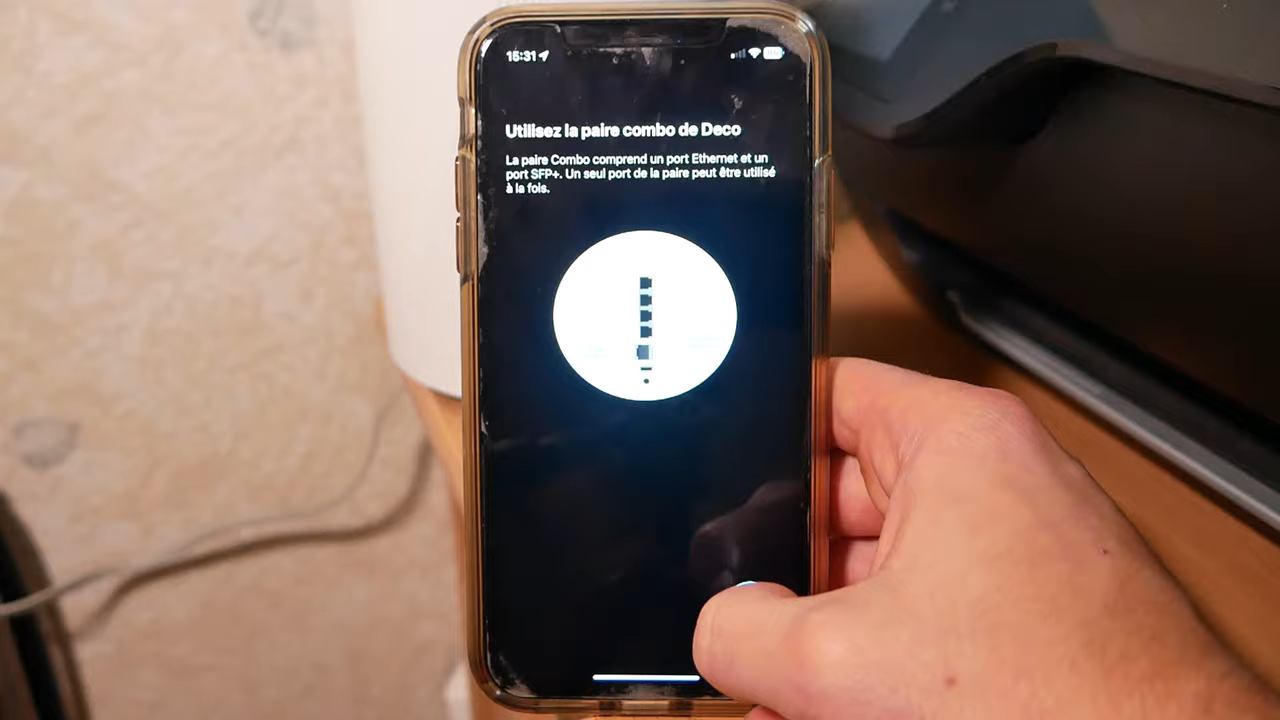 15:31
Utilisez la paire combo de Deco
La paire Combo comprend un port Ethernet et un
port SFP+. Un seul port de la paire peut être utilisé
à la fois.